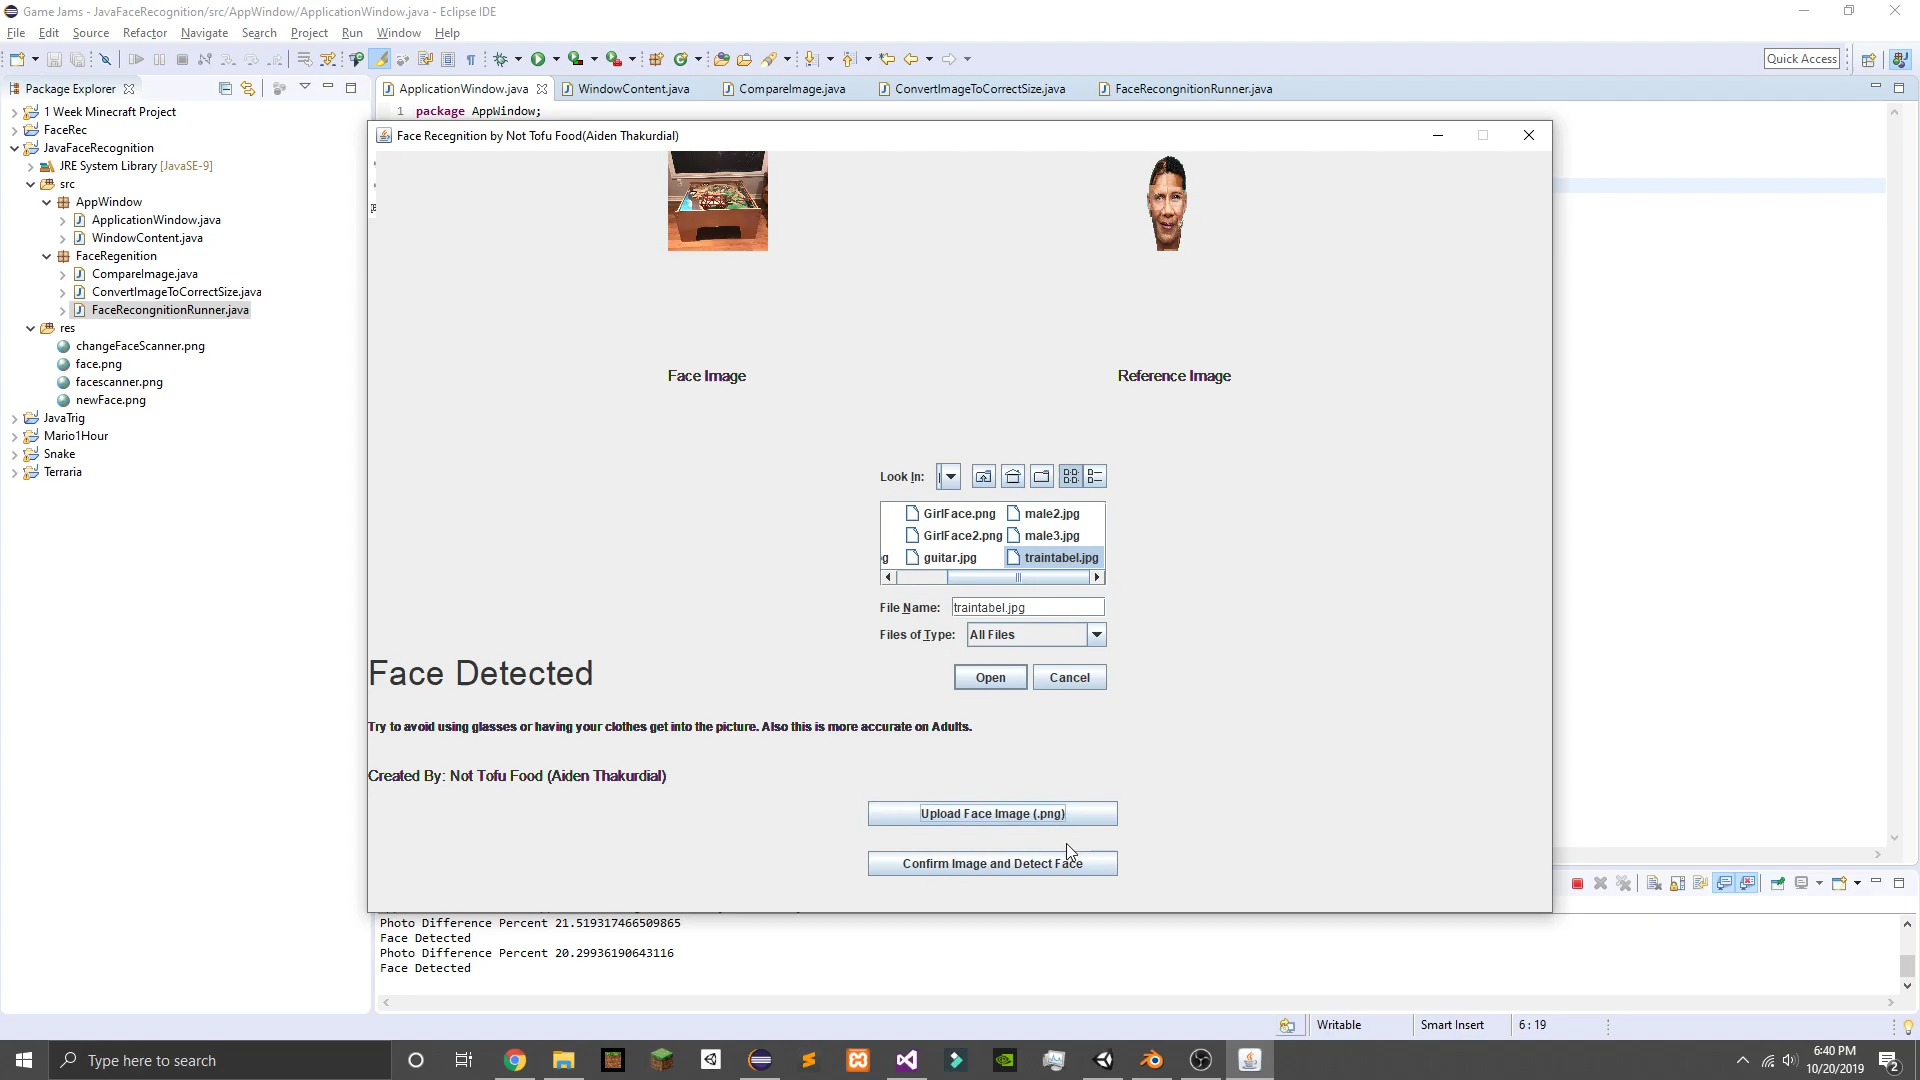 Game Jams - JavaFaceRecognition/src/AppWindow/ApplicationWindow.java - Eclipse IDE
File Edit Source Refactor Navigate Search Project Run Window Help
Quick Access
Package Explorer
ApplicationWindow.java WindowContent.java CompareImage.java ConvertImageToCorrectSize.java FaceRecongnitionRunner.java
1 package AppWindow;
1 Week Minecraft Project
FaceRec
JavaFaceRecognition
JRE System Library [JavaSE-9]
src
AppWindow
ApplicationWindow.java
WindowContent.java
FaceRegenition
CompareImage.java
ConvertImageToCorrectSize.java
FaceRecongnitionRunner.java
res
changeFaceScanner.png
face.png
facescanner.png
newFace.png
JavaTrig
Mario1Hour
Snake
Terraria
Face Recegnition by Not Tofu Food(Aiden Thakurdial)
Face Image Reference Image
Look In:
GirlFace.png male2.jpg
GirlFace2.png male3.jpg
g guitar.jpg traintabel.jpg
File Name: traintabel.jpg
Files of Type: All Files
Open Cancel
Face Detected
Try to avoid using glasses or having your clothes get into the picture. Also this is more accurate on Adults.
Created By: Not Tofu Food (Aiden Thakurdial)
Upload Face Image (.png)
Confirm Image and Detect Face
Photo Difference Percent 21.519317466509865
Face Detected
Photo Difference Percent 20.29936190643116
Face Detected
Writable Smart Insert 6 : 19
Type here to search
6:40 PM
10/20/2019
2